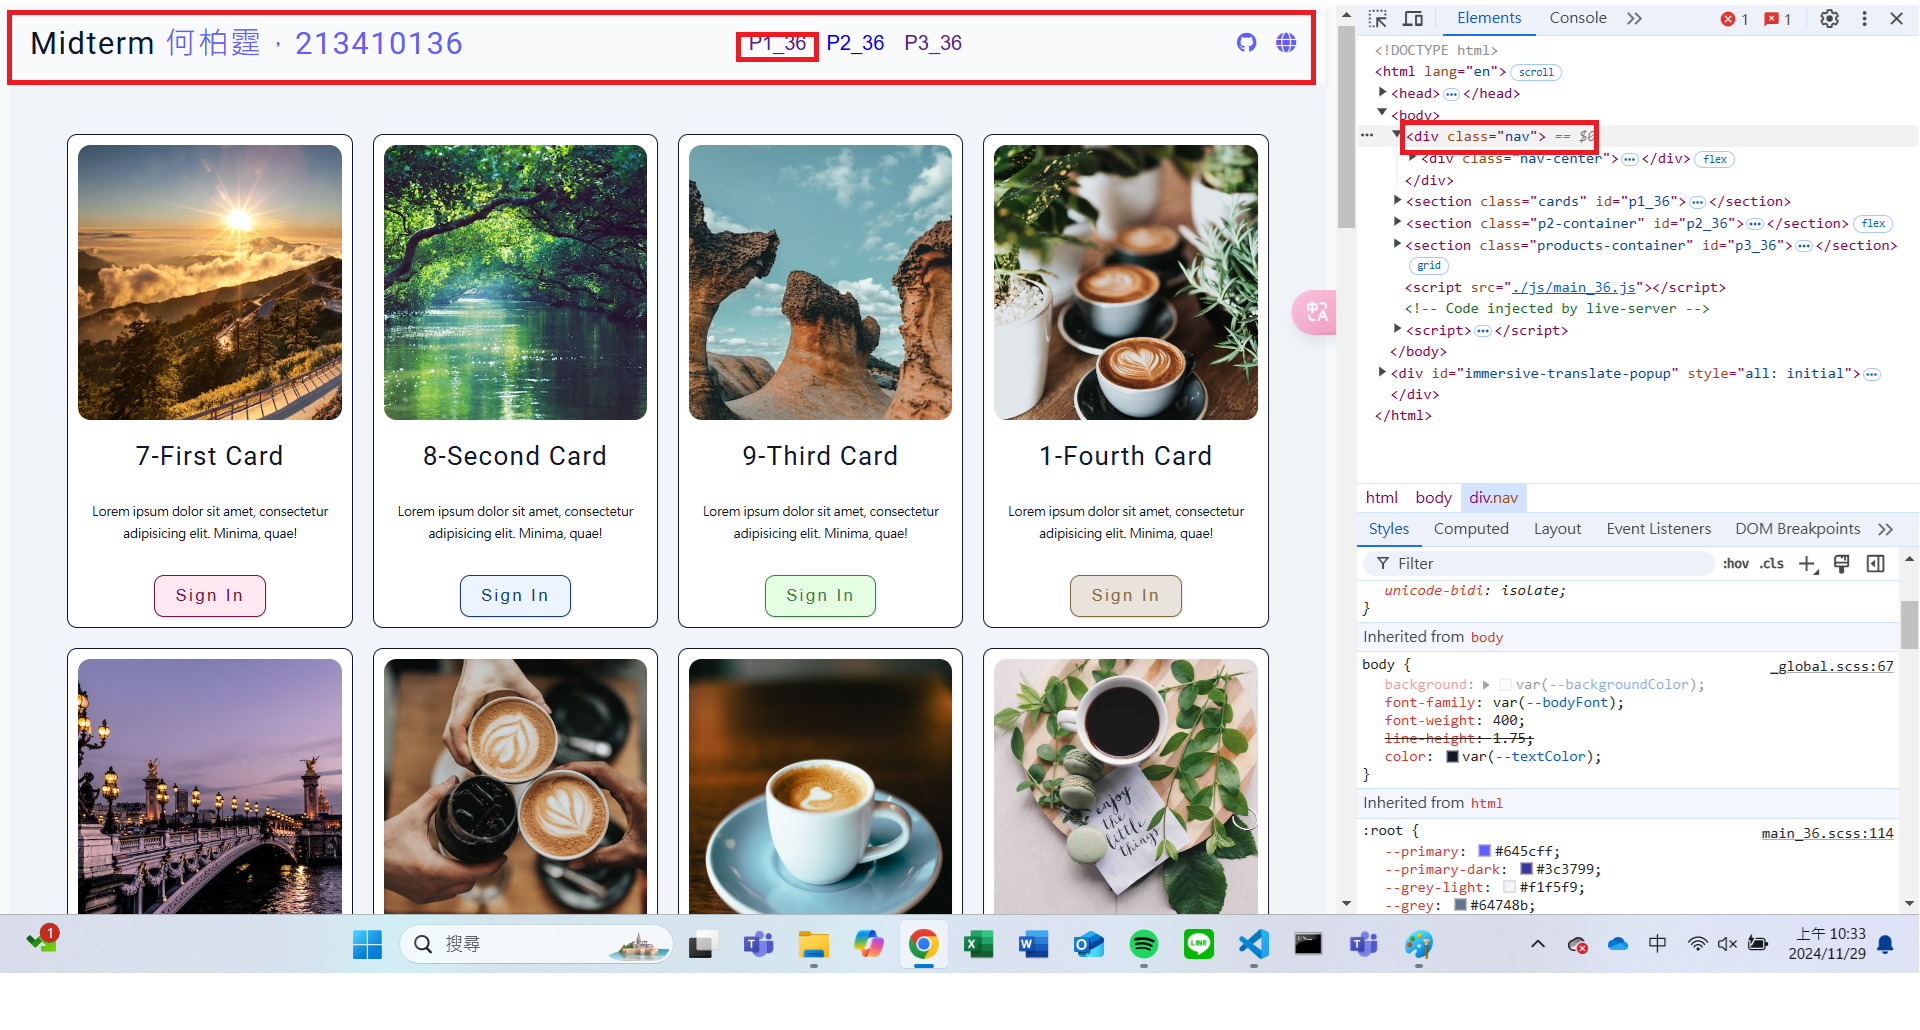 Midterm 何柏霆，213410136
P1_36 P2_36 P3_36
7-First Card
Lorem ipsum dolor sit amet, consectetur
adipisicing elit. Minima, quae!
Sign In
8-Second Card
Lorem ipsum dolor sit amet, consectetur
adipisicing elit. Minima, quae!
Sign In
9-Third Card
Lorem ipsum dolor sit amet, consectetur
adipisicing elit. Minima, quae!
Sign In
1-Fourth Card
Lorem ipsum dolor sit amet, consectetur
adipisicing elit. Minima, quae!
Sign In
enjoy
the
little
things
中A
Elements Console 1 1
<!DOCTYPE html>
<html lang="en"> scroll
<head> ··· </head>
<body>
··· <div class="nav"> == $0
<div class="nav-center"> ··· </div> flex
</div>
<section class="cards" id="p1_36"> ··· </section>
<section class="p2-container" id="p2_36"> ··· </section> flex
<section class="products-container" id="p3_36"> ··· </section>
grid
<script src="./js/main_36.js"></script>
<!-- Code injected by live-server -->
<script> ··· </script>
</body>
<div id="immersive-translate-popup" style="all: initial"> ···
</div>
</html>
html body div.nav
Styles Computed Layout Event Listeners DOM Breakpoints
Filter :hov .cls
unicode-bidi: isolate;
}
Inherited from body
body { _global.scss:67
background: var(--backgroundColor);
font-family: var(--bodyFont);
font-weight: 400;
line-height: 1.75;
color: var(--textColor);
}
Inherited from html
:root { main_36.scss:114
--primary: #645cff;
--primary-dark: #3c3799;
--grey-light: #f1f5f9;
--grey: #64748b;
1
搜尋
中
上午 10:33
2024/11/29